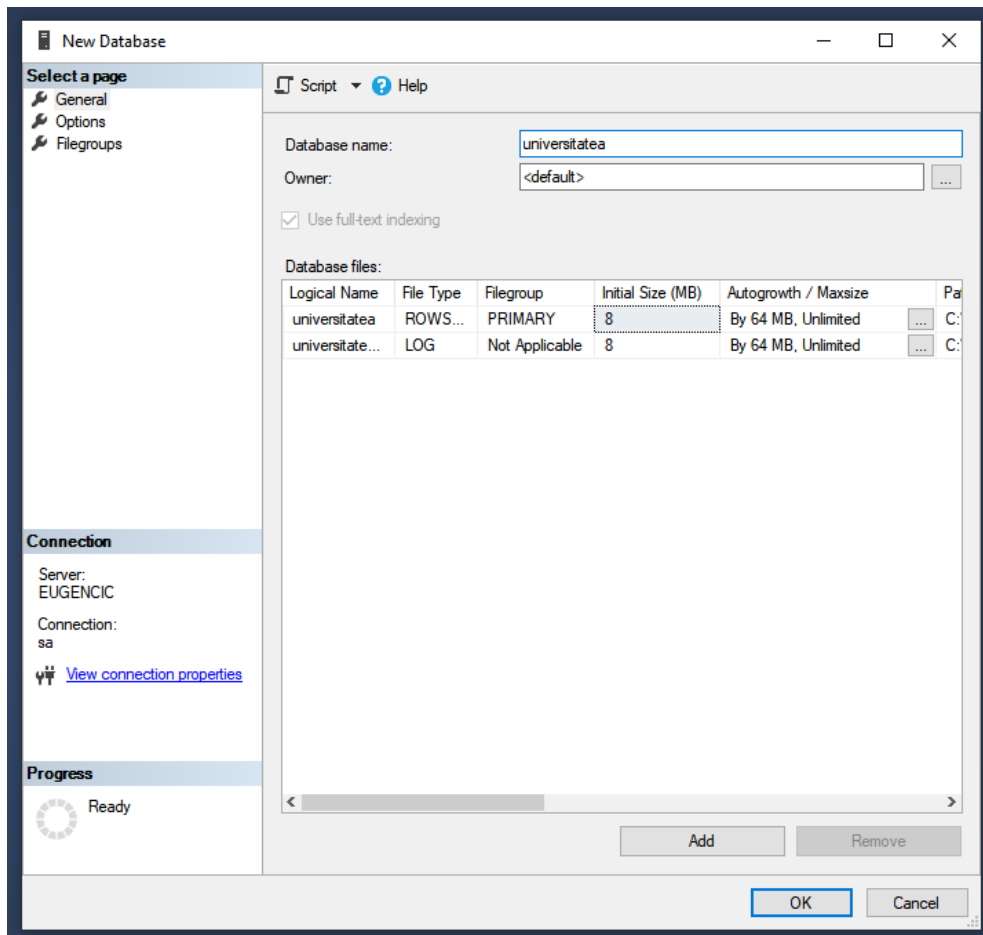 New Database
Select a page
General
Options
Filegroups
Script Help
Database name: universitatea
Owner: <default> ...
Use full-text indexing
Database files:
Logical Name File Type Filegroup Initial Size (MB) Autogrowth / Maxsize
universitatea ROWS... PRIMARY 8 By 64 MB, Unlimited ... C:
universitate... LOG Not Applicable 8 By 64 MB, Unlimited ... C:
Connection
Server:
EUGENCIC
Connection:
sa
View connection properties
Progress
Ready
Add Remove
OK Cancel